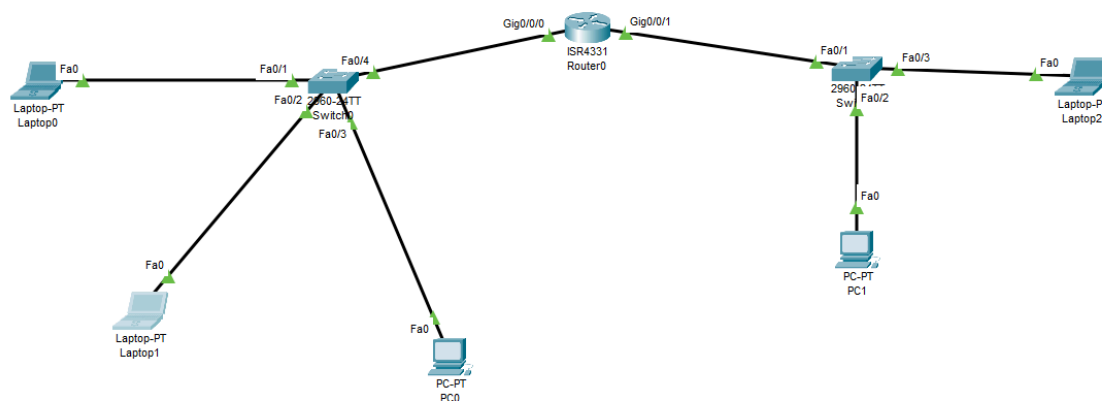 Gig0/0/0
Gig0/0/1
ISR4331
Router0
Fa0
Fa0/1
Fa0/4
Laptop-PT
Laptop0
Fa0/2
2960-24TT
Switch0
Fa0/3
Fa0
Laptop-PT
Laptop1
Fa0
PC-PT
PC0
Fa0/1
Fa0/3
Fa0/2
Fa0
PC-PT
PC1
Fa0
Laptop-P
Laptop2